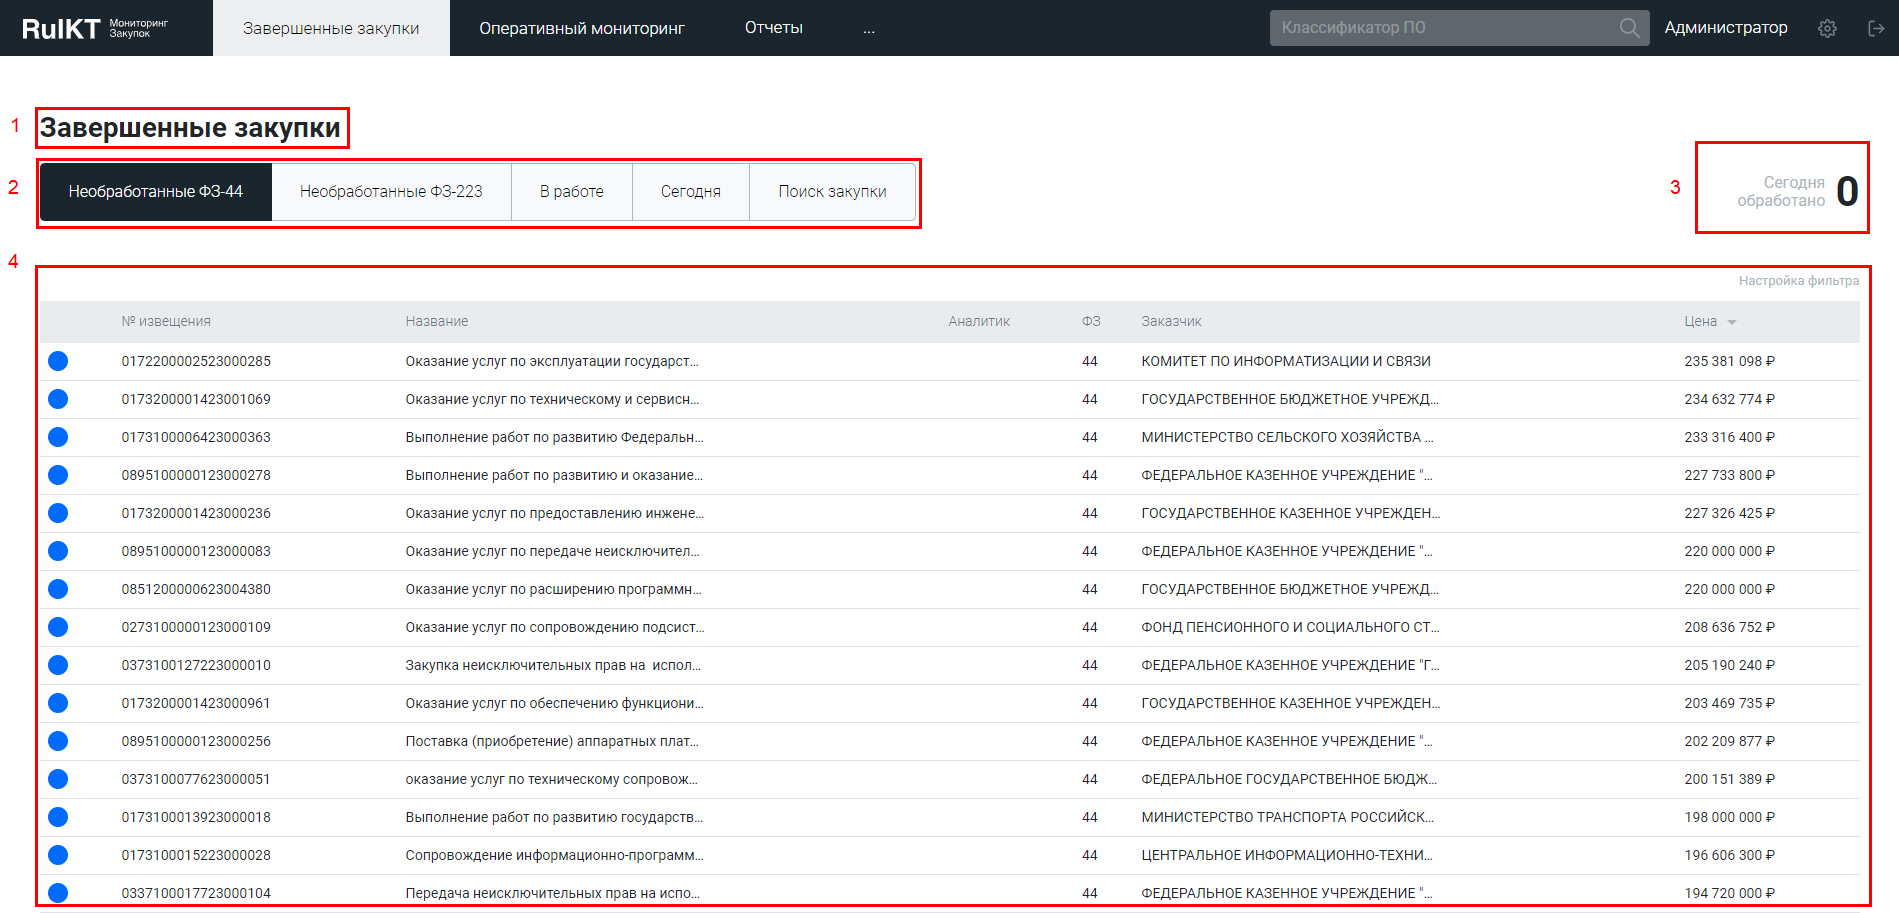 RuIKT Мониторинг Закупок Завершенные закупки Оперативный мониторинг Отчеты ... Классификатор ПО Администратор
1 Завершенные закупки
2 Необработанные ФЗ-44 Необработанные ФЗ-223 В работе Сегодня Поиск закупки
3 Сегодня обработано 0
4
Настройка фильтра
№ извещения Название Аналитик ФЗ Заказчик Цена
0172200002523000285 Оказание услуг по эксплуатации государст... 44 КОМИТЕТ ПО ИНФОРМАТИЗАЦИИ И СВЯЗИ 235 381 098 ₽
0173200001423001069 Оказание услуг по техническому и сервисн... 44 ГОСУДАРСТВЕННОЕ БЮДЖЕТНОЕ УЧРЕЖД... 234 632 774 ₽
0173100006423000363 Выполнение работ по развитию Федеральн... 44 МИНИСТЕРСТВО СЕЛЬСКОГО ХОЗЯЙСТВА ... 233 316 400 ₽
0895100000123000278 Выполнение работ по развитию и оказание... 44 ФЕДЕРАЛЬНОЕ КАЗЕННОЕ УЧРЕЖДЕНИЕ "... 227 733 800 ₽
0173200001423000236 Оказание услуг по предоставлению инжене... 44 ГОСУДАРСТВЕННОЕ КАЗЕННОЕ УЧРЕЖДЕН... 227 326 425 ₽
0895100000123000083 Оказание услуг по передаче неисключител... 44 ФЕДЕРАЛЬНОЕ КАЗЕННОЕ УЧРЕЖДЕНИЕ "... 220 000 000 ₽
0851200000623004380 Оказание услуг по расширению программн... 44 ГОСУДАРСТВЕННОЕ БЮДЖЕТНОЕ УЧРЕЖД... 220 000 000 ₽
0273100000123000109 Оказание услуг по сопровождению подсист... 44 ФОНД ПЕНСИОННОГО И СОЦИАЛЬНОГО СТ... 208 636 752 ₽
0373100127223000010 Закупка неисключительных прав на испол... 44 ФЕДЕРАЛЬНОЕ КАЗЕННОЕ УЧРЕЖДЕНИЕ "Г... 205 190 240 ₽
0173200001423000961 Оказание услуг по обеспечению функциони... 44 ГОСУДАРСТВЕННОЕ КАЗЕННОЕ УЧРЕЖДЕН... 203 469 735 ₽
0895100000123000256 Поставка (приобретение) аппаратных плат... 44 ФЕДЕРАЛЬНОЕ КАЗЕННОЕ УЧРЕЖДЕНИЕ "... 202 209 877 ₽
0373100077623000051 оказание услуг по техническому сопровож... 44 ФЕДЕРАЛЬНОЕ ГОСУДАРСТВЕННОЕ БЮДЖ... 200 151 389 ₽
0173100013923000018 Выполнение работ по развитию государств... 44 МИНИСТЕРСТВО ТРАНСПОРТА РОССИЙСК... 198 000 000 ₽
0173100015223000028 Сопровождение информационно-программ... 44 ЦЕНТРАЛЬНОЕ ИНФОРМАЦИОННО-ТЕХНИ... 196 606 300 ₽
0337100017723000104 Передача неисключительных прав на испо... 44 ФЕДЕРАЛЬНОЕ КАЗЕННОЕ УЧРЕЖДЕНИЕ "... 194 720 000 ₽